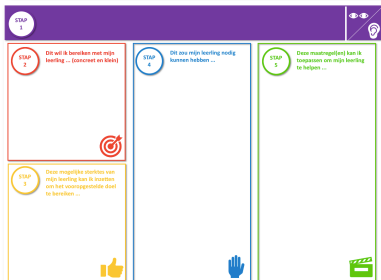 STAP
1
STAP
2
Dit wil ik bereiken met mijn
leerling ... (concreet en klein)
STAP
3
Deze mogelijke sterktes van
mijn leerling kan ik inzetten
om het vooropgestelde doel
te bereiken ...
STAP
4
Dit zou mijn leerling nodig
kunnen hebben ...
STAP
5
Deze maatregel(en) kan ik
toepassen om mijn leerling
te helpen ...